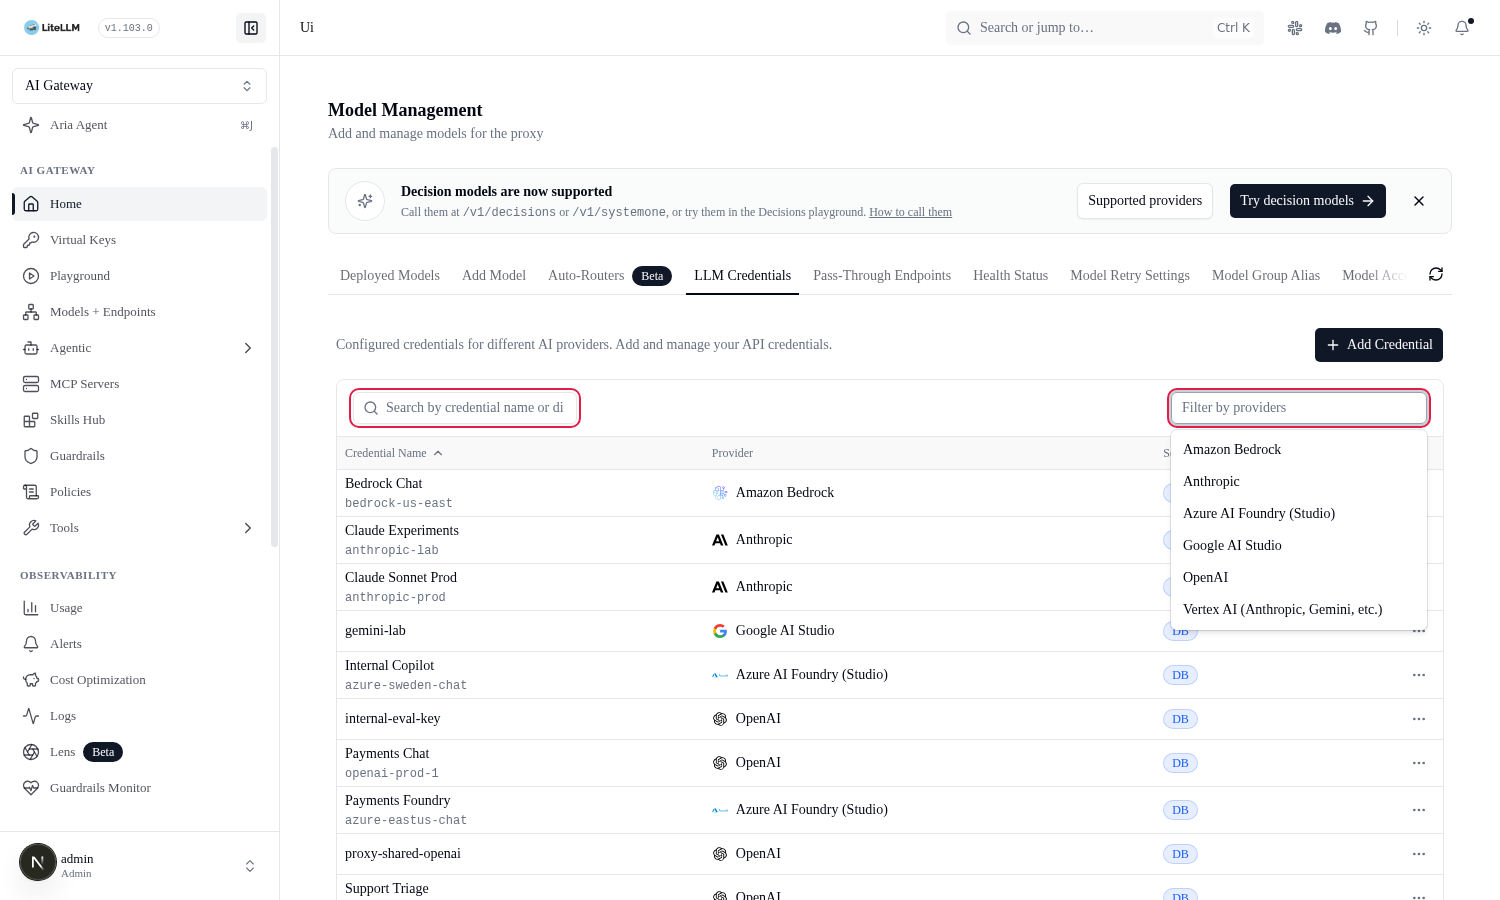 LiteLLM
v1.103.0
Ui
Search or jump to…
Ctrl K
AI Gateway
Aria Agent
⌘J
AI GATEWAY
Home
Virtual Keys
Playground
Models + Endpoints
Agentic
MCP Servers
Skills Hub
Guardrails
Policies
Tools
OBSERVABILITY
Usage
Alerts
Cost Optimization
Logs
Lens Beta
Guardrails Monitor
N
admin
Admin
Model Management
Add and manage models for the proxy
Decision models are now supported
Call them at /v1/decisions or /v1/systemone, or try them in the Decisions playground. How to call them
Supported providers
Try decision models
Deployed Models Add Model Auto-Routers Beta LLM Credentials Pass-Through Endpoints Health Status Model Retry Settings Model Group Alias Model
Configured credentials for different AI providers. Add and manage your API credentials.
Add Credential
Search by credential name or di
Filter by providers
Amazon Bedrock
Anthropic
Azure AI Foundry (Studio)
Google AI Studio
OpenAI
Vertex AI (Anthropic, Gemini, etc.)
Credential Name Provider
Bedrock Chat
bedrock-us-east
Amazon Bedrock
Claude Experiments
anthropic-lab
Anthropic
Claude Sonnet Prod
anthropic-prod
Anthropic
gemini-lab
Google AI Studio
DB
Internal Copilot
azure-sweden-chat
Azure AI Foundry (Studio)
DB
internal-eval-key
OpenAI
DB
Payments Chat
openai-prod-1
OpenAI
DB
Payments Foundry
azure-eastus-chat
Azure AI Foundry (Studio)
DB
proxy-shared-openai
OpenAI
DB
Support Triage
OpenAI